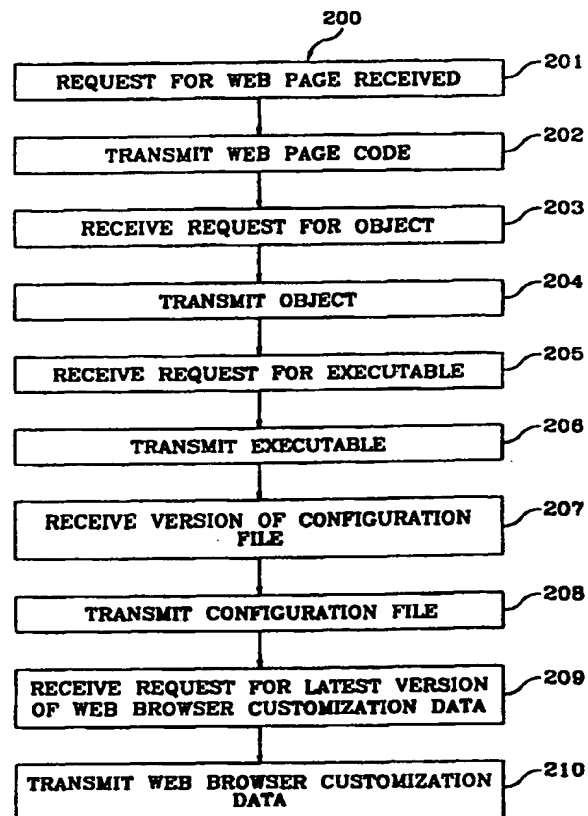 200
REQUEST FOR WEB PAGE RECEIVED
201
TRANSMIT WEB PAGE CODE
202
RECEIVE REQUEST FOR OBJECT
203
TRANSMIT OBJECT
204
RECEIVE REQUEST FOR EXECUTABLE
205
TRANSMIT EXECUTABLE
206
RECEIVE VERSION OF CONFIGURATION
FILE
207
TRANSMIT CONFIGURATION FILE
208
RECEIVE REQUEST FOR LATEST VERSION
OF WEB BROWSER CUSTOMIZATION DATA
209
TRANSMIT WEB BROWSER CUSTOMIZATION
DATA
210